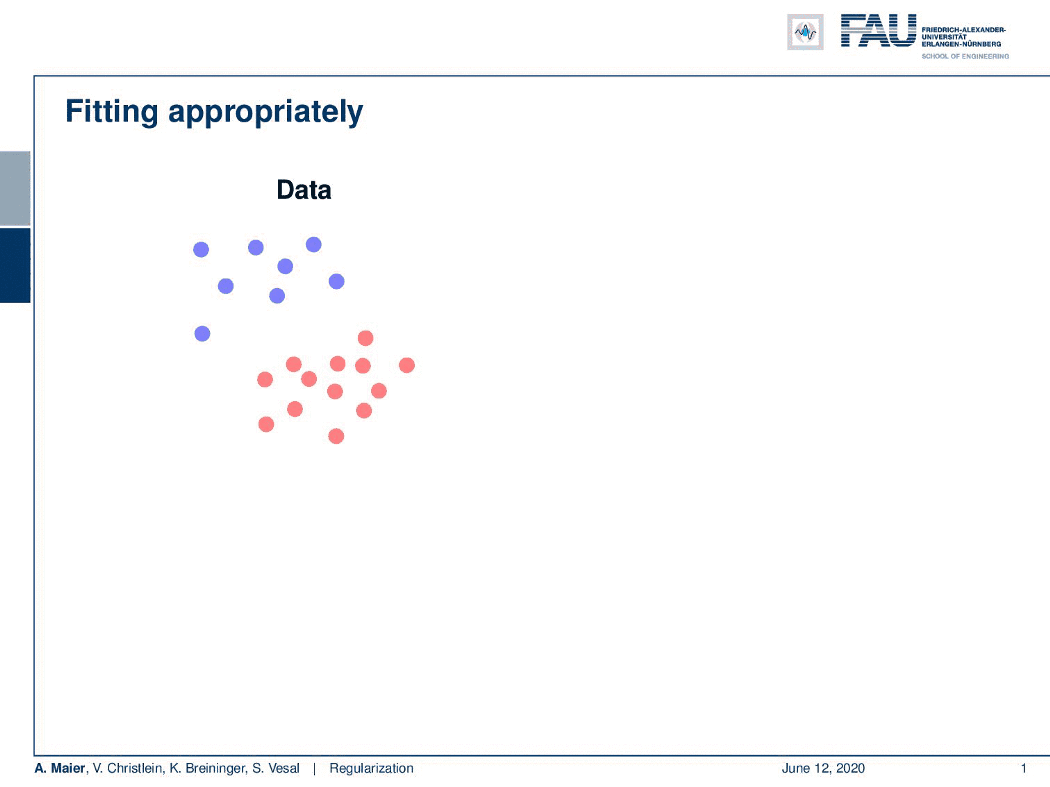 FAU
FRIEDRICH-ALEXANDER-
UNIVERSITÄT
ERLANGEN-NÜRNBERG
SCHOOL OF ENGINEERING
Fitting appropriately
Data
A. Maier, V. Christlein, K. Breininger, S. Vesal | Regularization June 12, 2020 1